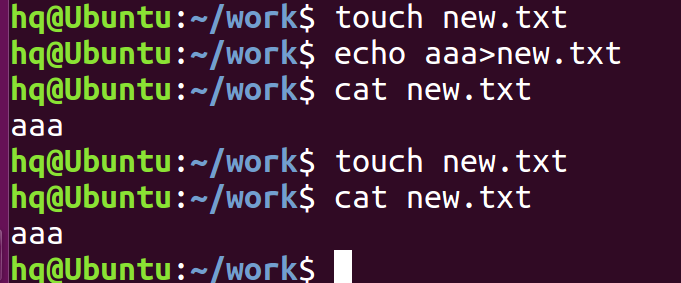 hq@Ubuntu:~/work$ touch new.txt
hq@Ubuntu:~/work$ echo aaa>new.txt
hq@Ubuntu:~/work$ cat new.txt
aaa
hq@Ubuntu:~/work$ touch new.txt
hq@Ubuntu:~/work$ cat new.txt
aaa
hq@Ubuntu:~/work$